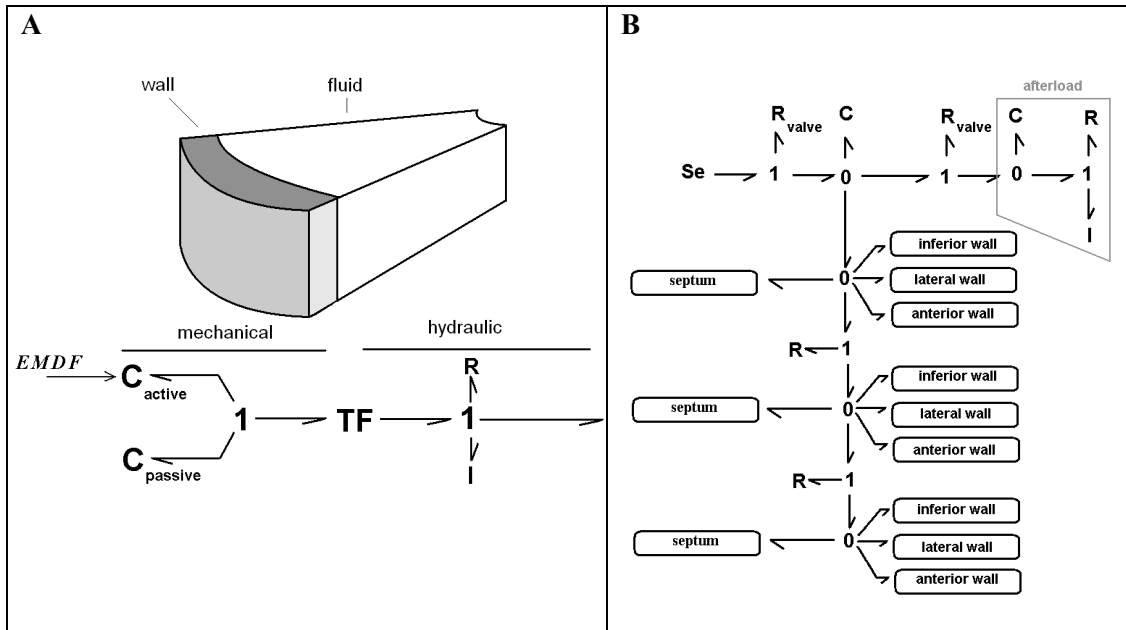 A
wall
fluid
mechanical
hydraulic
EMDF
C active
R
1
TF
1
C passive
I
B
afterload
R valve
C
R valve
C
R
Se
1
0
1
0
1
I
inferior wall
septum
0
lateral wall
anterior wall
R
1
inferior wall
septum
0
lateral wall
anterior wall
R
1
inferior wall
septum
0
lateral wall
anterior wall